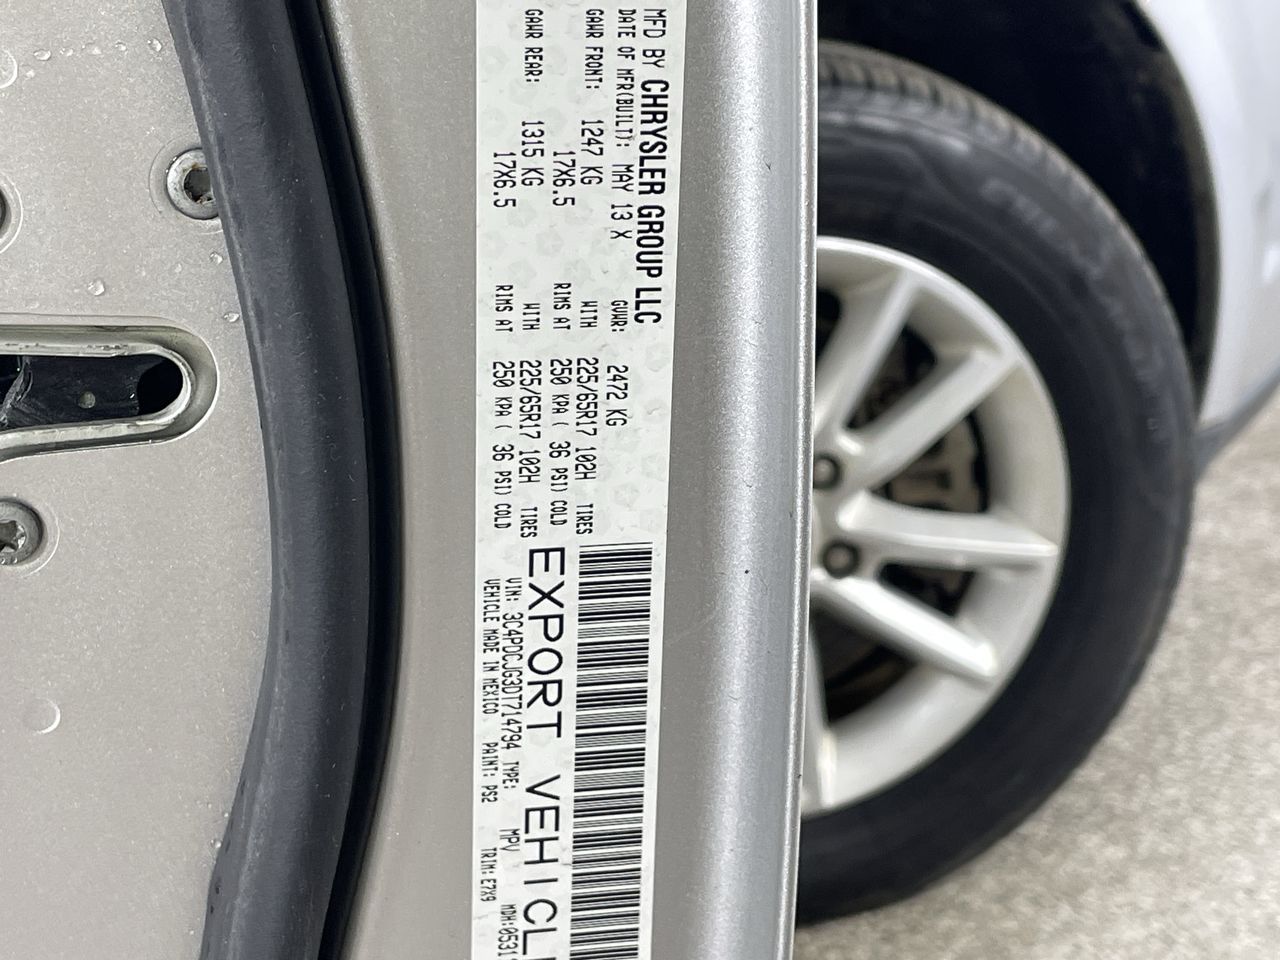 MFD BY CHRYSLER GROUP LLC
DATE OF MFR(BUILT): MAY 13 X GVWR: 2472 KG
GAWR FRONT: 1247 KG WITH 225/65R17 102H TIRES
17X6.5 RIMS AT 250 KPA ( 36 PSI) COLD
GAWR REAR: 1315 KG WITH 225/65R17 102H TIRES
17X6.5 RIMS AT 250 KPA ( 36 PSI) COLD
EXPORT VEHICL
VIN: 3C4PDCJG3DT714794 TYPE: MPV MDH:0531
VEHICLE MADE IN MEXICO PAINT: PS2 TRIM: E7X9